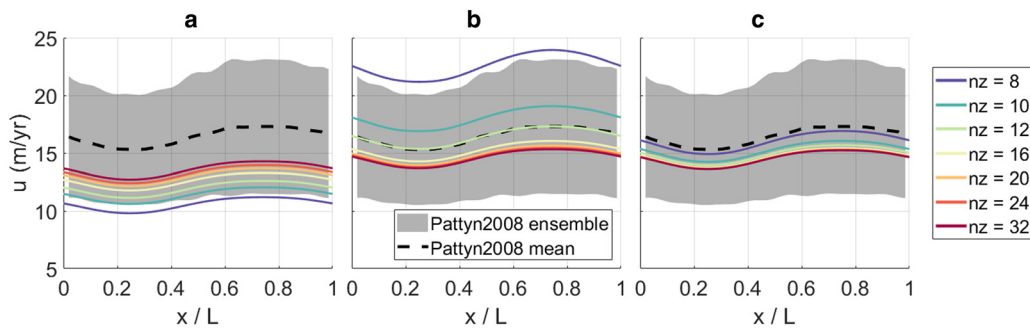 a b c
25
20
15
10
5
u (m/yr)
0 0.2 0.4 0.6 0.8 1
x / L
Pattyn2008 ensemble
Pattyn2008 mean
0 0.2 0.4 0.6 0.8 1
x / L
0 0.2 0.4 0.6 0.8 1
x / L
nz = 8
nz = 10
nz = 12
nz = 16
nz = 20
nz = 24
nz = 32